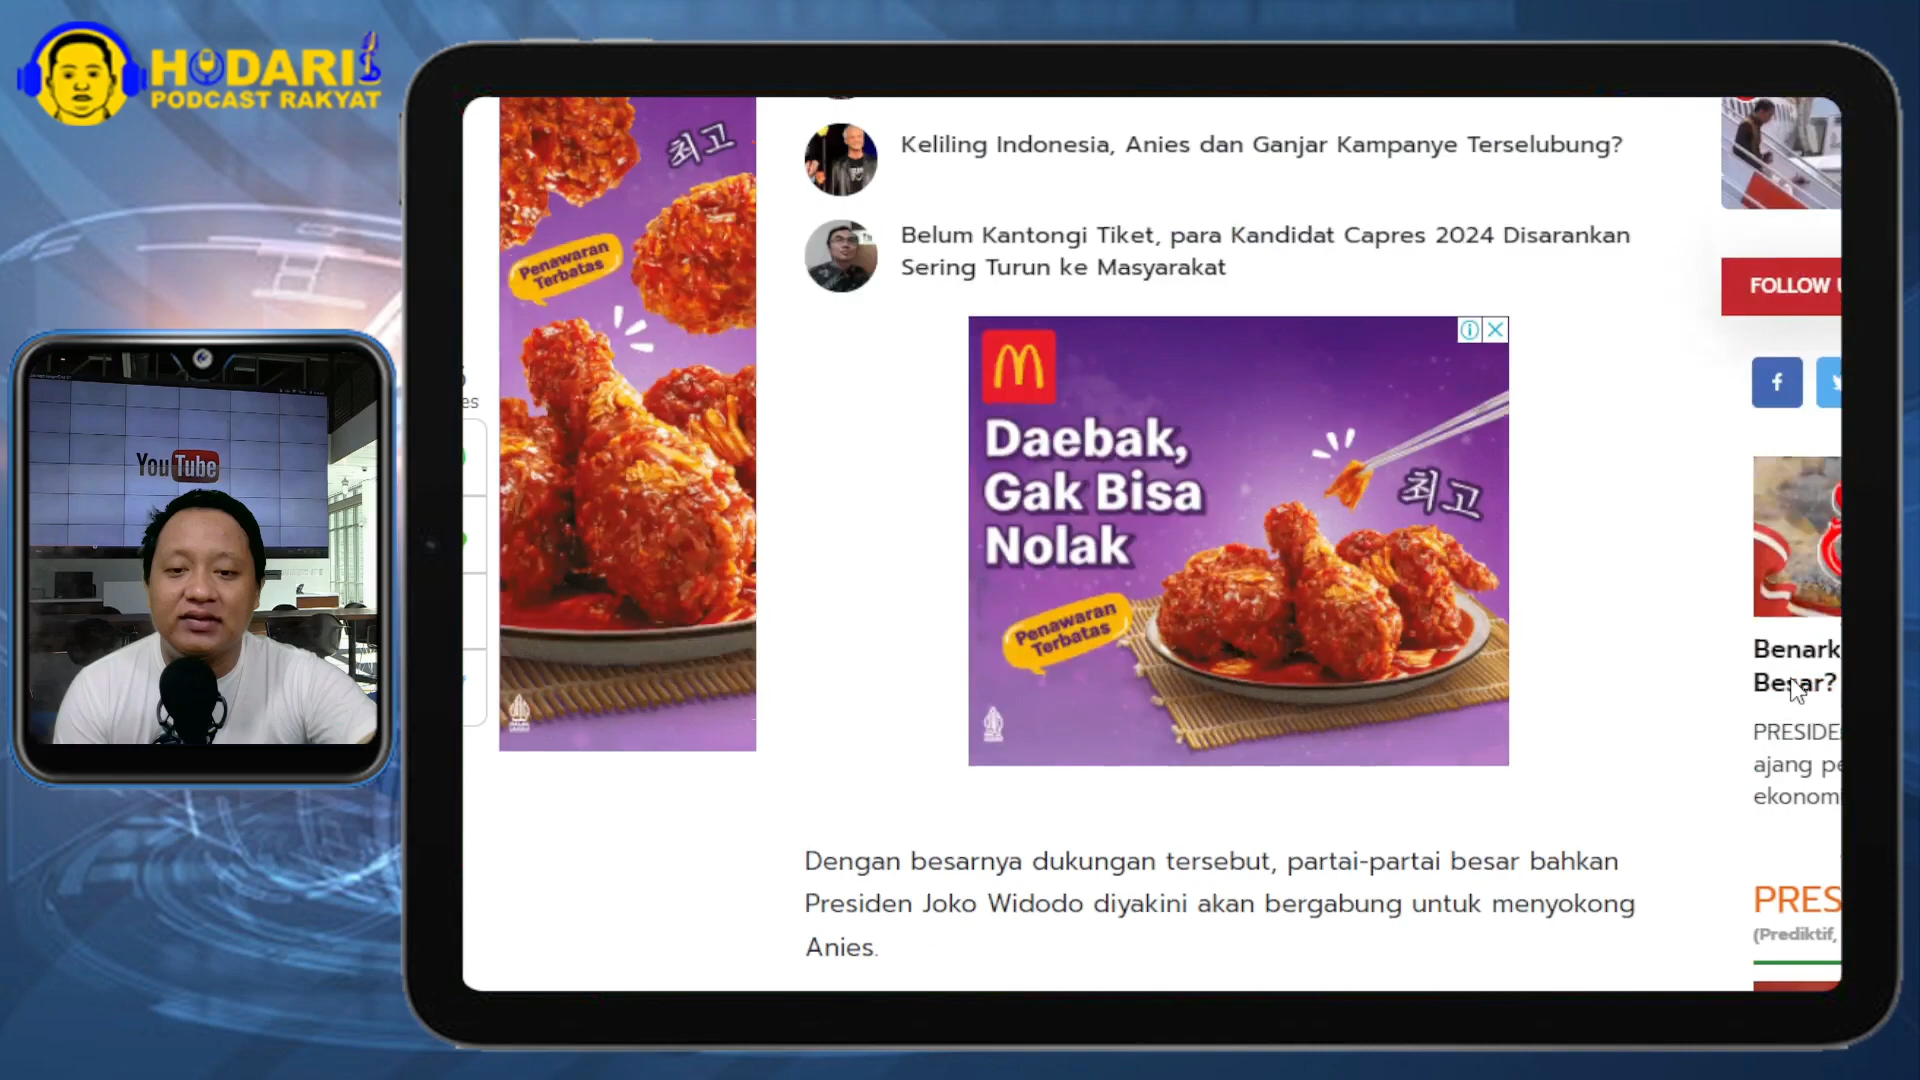 HODARI
PODCAST RAKYAT
YouTube
최고
Penawaran
Terbatas
es
Keliling Indonesia, Anies dan Ganjar Kampanye Terselubung?
Belum Kantongi Tiket, para Kandidat Capres 2024 Disarankan
Sering Turun ke Masyarakat
Daebak,
Gak Bisa
Nolak
최고
Penawaran
Terbatas
Dengan besarnya dukungan tersebut, partai-partai besar bahkan
Presiden Joko Widodo diyakini akan bergabung untuk menyokong
Anies.
FOLLOW U
Benark
Besar?
PRESIDE
ajang pe
ekonom
PRES
(Prediktif,